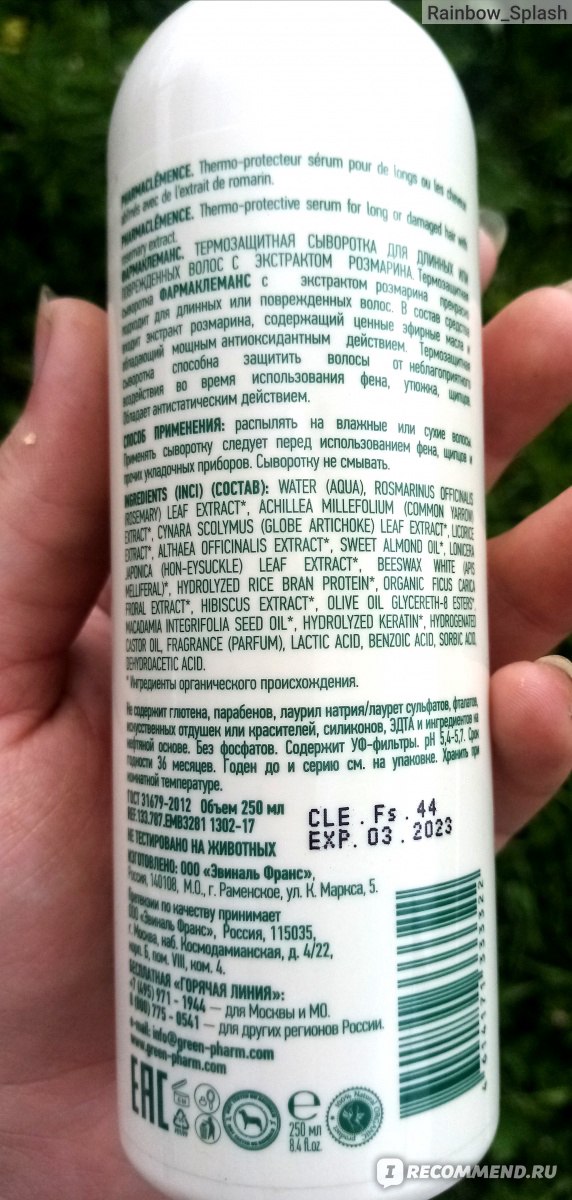 Rainbow_Splash
PHARMACLÉMENCE. Thermo-protecteur sérum pour de longs ou les cheveux
abîmés avec de l'extrait de romarin.
PHARMACLÉMENCE. Thermo-protective serum for long or damaged hair with
rosemary extract.
ФАРМАКЛЕМАНС. ТЕРМОЗАЩИТНАЯ СЫВОРОТКА ДЛЯ ДЛИННЫХ ИЛИ
ПОВРЕЖДЕННЫХ ВОЛОС С ЭКСТРАКТОМ РОЗМАРИНА. Термозащитная
сыворотка ФАРМАКЛЕМАНС с экстрактом розмарина прекрасно
подходит для длинных или поврежденных волос. В состав средства
входит экстракт розмарина, содержащий ценные эфирные масла и
обладающий мощным антиоксидантным действием. Термозащитная
сыворотка способна защитить волосы от неблагоприятного
воздействия во время использования фена, утюжка, щипцов.
Обладает антистатическим действием.
СПОСОБ ПРИМЕНЕНИЯ: распылять на влажные или сухие волосы.
Применять сыворотку следует перед использованием фена, щипцов и
прочих укладочных приборов. Сыворотку не смывать.
INGREDIENTS (INCI) (СОСТАВ): WATER (AQUA), ROSMARINUS OFFICINALIS
(ROSEMARY) LEAF EXTRACT*, ACHILLEA MILLEFOLIUM (COMMON YARROW)
EXTRACT*, CYNARA SCOLYMUS (GLOBE ARTICHOKE) LEAF EXTRACT*, LICORICE
EXTRACT*, ALTHAEA OFFICINALIS EXTRACT*, SWEET ALMOND OIL*, LONICERA
JAPONICA (HON-EYSUCKLE) LEAF EXTRACT*, BEESWAX WHITE (APIS
MELLIFERAL)*, HYDROLYZED RICE BRAN PROTEIN*, ORGANIC FICUS CARICA
FLORAL EXTRACT*, HIBISCUS EXTRACT*, OLIVE OIL GLYCERETH-8 ESTERS*,
MACADAMIA INTEGRIFOLIA SEED OIL*, HYDROLYZED KERATIN*, HYDROGENATED
CASTOR OIL, FRAGRANCE (PARFUM), LACTIC ACID, BENZOIC ACID, SORBIC ACID,
DEHYDROACETIC ACID.
* Ингредиенты органического происхождения.
Не содержит глютена, парабенов, лаурил натрия/лаурет сульфатов, фталатов,
искусственных отдушек или красителей, силиконов, ЭДТА и ингредиентов на
нефтяной основе. Без фосфатов. Содержит УФ-фильтры. pH 5,4-5,7. Срок
годности 36 месяцев. Годен до и серию см. на упаковке. Хранить при
комнатной температуре.
ГОСТ 31679-2012 Объем 250 мл
REF.133.707.EMB3281 1302-17
CLE . Fs . 44
EXP. 03 . 2023
НЕ ТЕСТИРОВАНО НА ЖИВОТНЫХ
ИЗГОТОВЛЕНО: ООО «Эвиналь Франс»,
Россия, 140108, М.О., г. Раменское, ул. К. Маркса, 5.
Претензии по качеству принимает
ООО «Эвиналь Франс», Россия, 115035,
г. Москва, наб. Космодамианская, д. 4/22,
корп. Б, пом. VIII, ком. 4.
БЕСПЛАТНАЯ «ГОРЯЧАЯ ЛИНИЯ»:
+7 (495) 971 - 1944 — для Москвы и МО.
8 (800) 775 - 0541 — для других регионов России.
e-mail: info@green-pharm.com
www.green-pharm.com
EAC
250 мл
8.4 fl.oz.
IRECOMMEND.RU